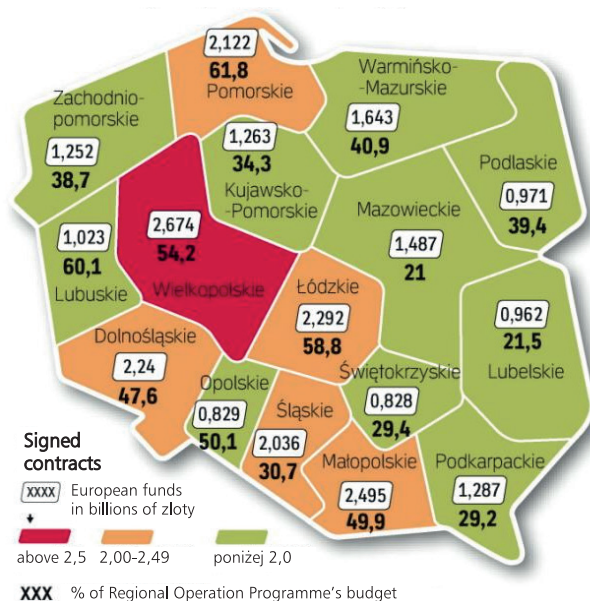 2,122
61,8
Pomorskie
Warmińsko-
-Mazurskie
1,643
40,9
Zachodnio-
pomorskie
1,252
38,7
1,263
34,3
Kujawsko-
-Pomorskie
Podlaskie
0,971
39,4
Mazowieckie
1,487
21
2,674
54,2
Wielkopolskie
1,023
60,1
Lubuskie
Łódzkie
2,292
58,8
0,962
21,5
Lubelskie
Dolnośląskie
2,24
47,6
Opolskie
0,829
50,1
Śląskie
2,036
30,7
Świętokrzyskie
0,828
29,4
Małopolskie
2,495
49,9
Podkarpackie
1,287
29,2
Signed
contracts
XXXX European funds
in billions of zloty
above 2,5 2,00-2,49 poniżej 2,0
XXX % of Regional Operation Programme's budget